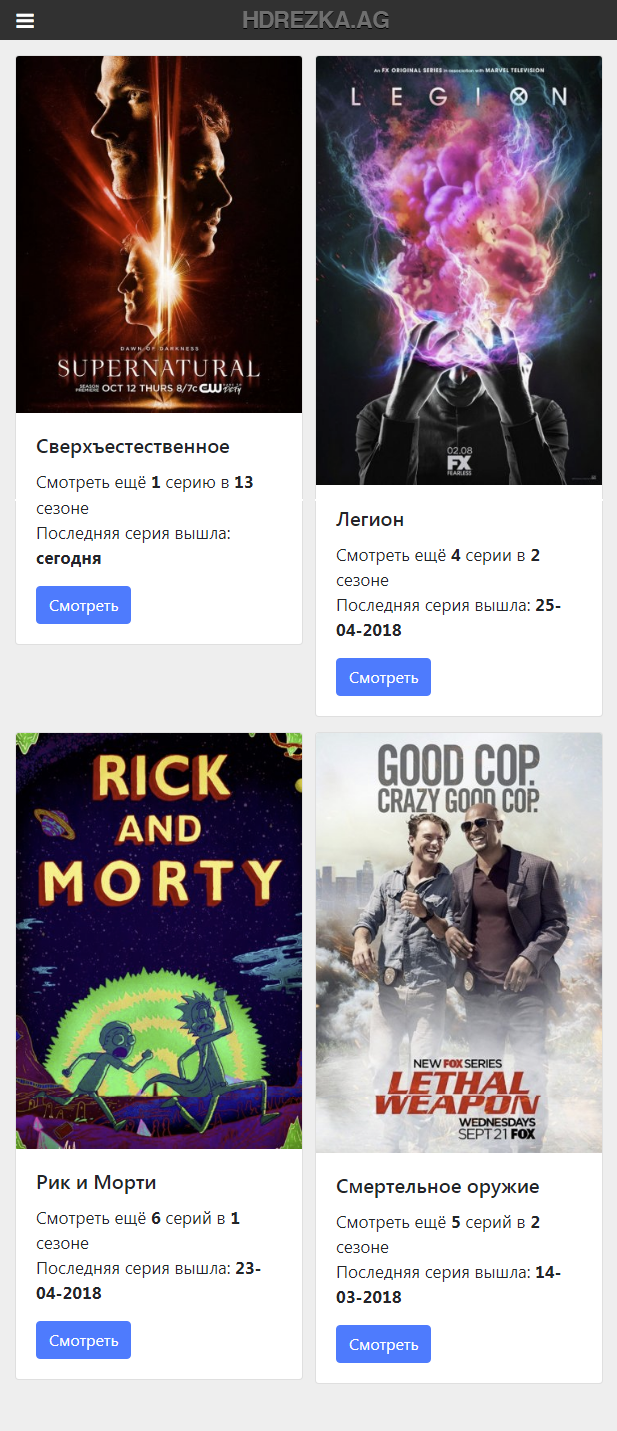 HDREZKA.AG
DAWN OF DARKNESS
SUPERNATURAL
SEASON PREMIERE OCT 12 THURS 8/7c CW
Сверхъестественное
Смотреть ещё 1 серию в 13
сезоне
Последняя серия вышла:
сегодня
Смотреть
An FX ORIGINAL SERIES in association with MARVEL TELEVISION
LEGION
02.08
FX
FEARLESS
Легион
Смотреть ещё 4 серии в 2
сезоне
Последняя серия вышла: 25-
04-2018
Смотреть
RICK
AND
MORTY
Рик и Морти
Смотреть ещё 6 серий в 1
сезоне
Последняя серия вышла: 23-
04-2018
Смотреть
GOOD COP.
CRAZY GOOD COP.
NEW FOX SERIES
LETHAL
WEAPON
WEDNESDAYS
SEPT 21 FOX
Смертельное оружие
Смотреть ещё 5 серий в 2
сезоне
Последняя серия вышла: 14-
03-2018
Смотреть